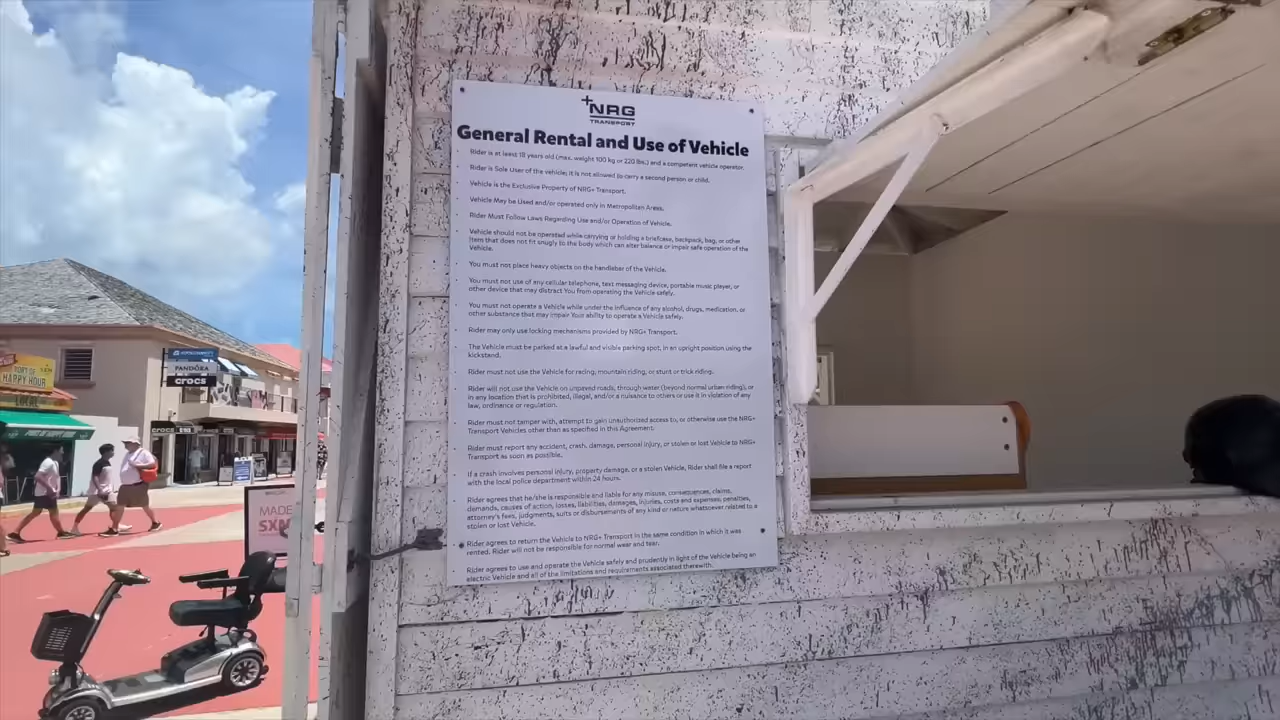 +NRG
TRANSPORT
General Rental and Use of Vehicle
Rider is at least 18 years old (max. weight 100 kg or 220 lbs.) and a competent vehicle operator.
Rider is Sole User of the vehicle; it is not allowed to carry a second person or child.
Vehicle is the Exclusive Property of NRG+ Transport.
Vehicle May be Used and/or operated only in Metropolitan Areas.
Rider Must Follow Laws Regarding Use and/or Operation of Vehicle.
Vehicle should not be operated while carrying or holding a briefcase, backpack, bag, or other
item that does not fit snugly to the body which can alter balance or impair safe operation of the
Vehicle.
You must not place heavy objects on the handlebar of the Vehicle.
You must not use of any cellular telephone, text messaging device, portable music player, or
other device that may distract You from operating the Vehicle safely.
You must not operate a Vehicle while under the influence of any alcohol, drugs, medication, or
other substance that may impair Your ability to operate a Vehicle safely.
Rider may only use locking mechanisms provided by NRG+ Transport.
The Vehicle must be parked at a lawful and visible parking spot, in an upright position using the
kickstand.
Rider must not use the Vehicle for racing, mountain riding, or stunt or trick riding.
Rider will not use the Vehicle on unpaved roads, through water (beyond normal urban riding), or
in any location that is prohibited, illegal, and/or a nuisance to others or use it in violation of any
law, ordinance or regulation.
Rider must not tamper with, attempt to gain unauthorized access to, or otherwise use the NRG+
Transport Vehicles other than as specified in this Agreement.
Rider must report any accident, crash, damage, personal injury, or stolen or lost Vehicle to NRG+
Transport as soon as possible.
If a crash involves personal injury, property damage, or a stolen Vehicle, Rider shall file a report
with the local police department within 24 hours.
Rider agrees that he/she is responsible and liable for any misuse, consequences, claims,
demands, causes of action, losses, liabilities, damages, injuries, costs and expenses, penalties,
attorney's fees, judgments, suits or disbursements of any kind or nature whatsoever related to a
stolen or lost Vehicle.
Rider agrees to return the Vehicle to NRG+ Transport in the same condition in which it was
rented. Rider will not be responsible for normal wear and tear.
Rider agrees to use and operate the Vehicle safely and prudently in light of the Vehicle being an
electric Vehicle and all of the limitations and requirements associated therewith.
PANDORA
crocs
PORT OF
HAPPY HOUR
LOCAL
PORT OF HAPPY HOUR
crocs
MADE
SXM